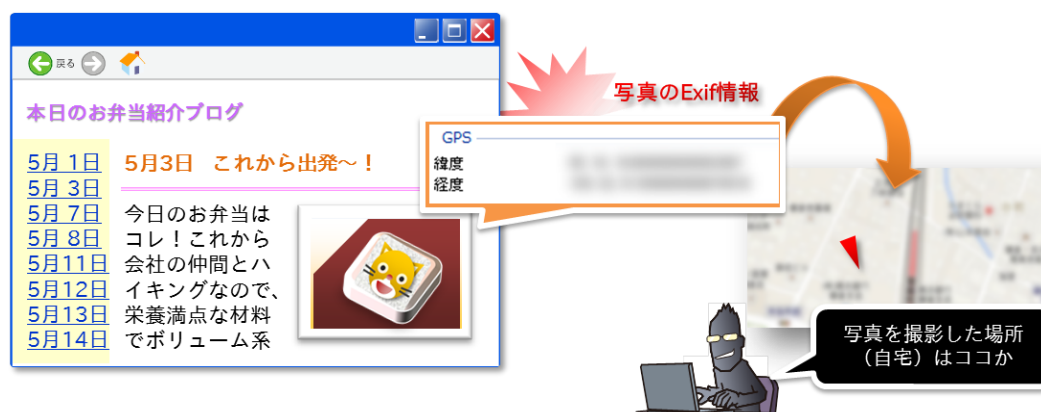 戻る
本日のお弁当紹介ブログ
5月 1日
5月 3日
5月 7日
5月 8日
5月11日
5月12日
5月13日
5月14日
5月3日 これから出発～！
今日のお弁当は
コレ！これから
会社の仲間とハ
イキングなので、
栄養満点な材料
でボリューム系
写真のExif情報
GPS
緯度
経度
写真を撮影した場所
（自宅）はココか